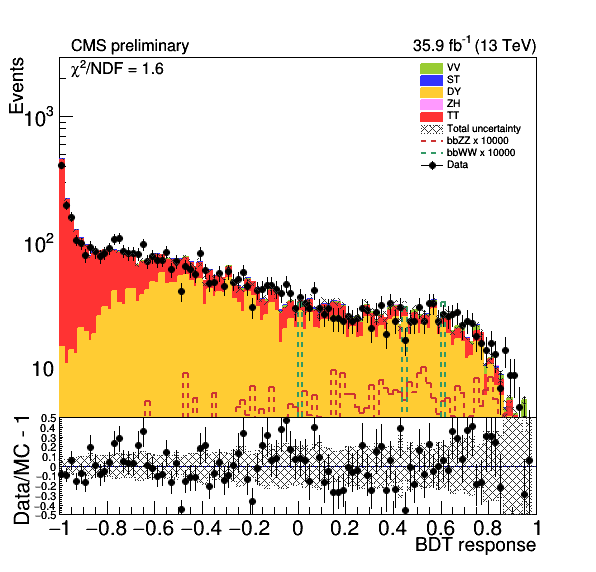 CMS preliminary 35.9 fb⁻¹ (13 TeV)
χ²/NDF = 1.6
Events
10³
10²
10
VV
ST
DY
ZH
TT
Total uncertainty
bbZZ x 10000
bbWW x 10000
Data
Data/MC - 1
0.5
0.4
0.3
0.2
0.1
0
-0.1
-0.2
-0.3
-0.4
-0.5
−1 −0.8 −0.6 −0.4 −0.2 0 0.2 0.4 0.6 0.8 1
BDT response